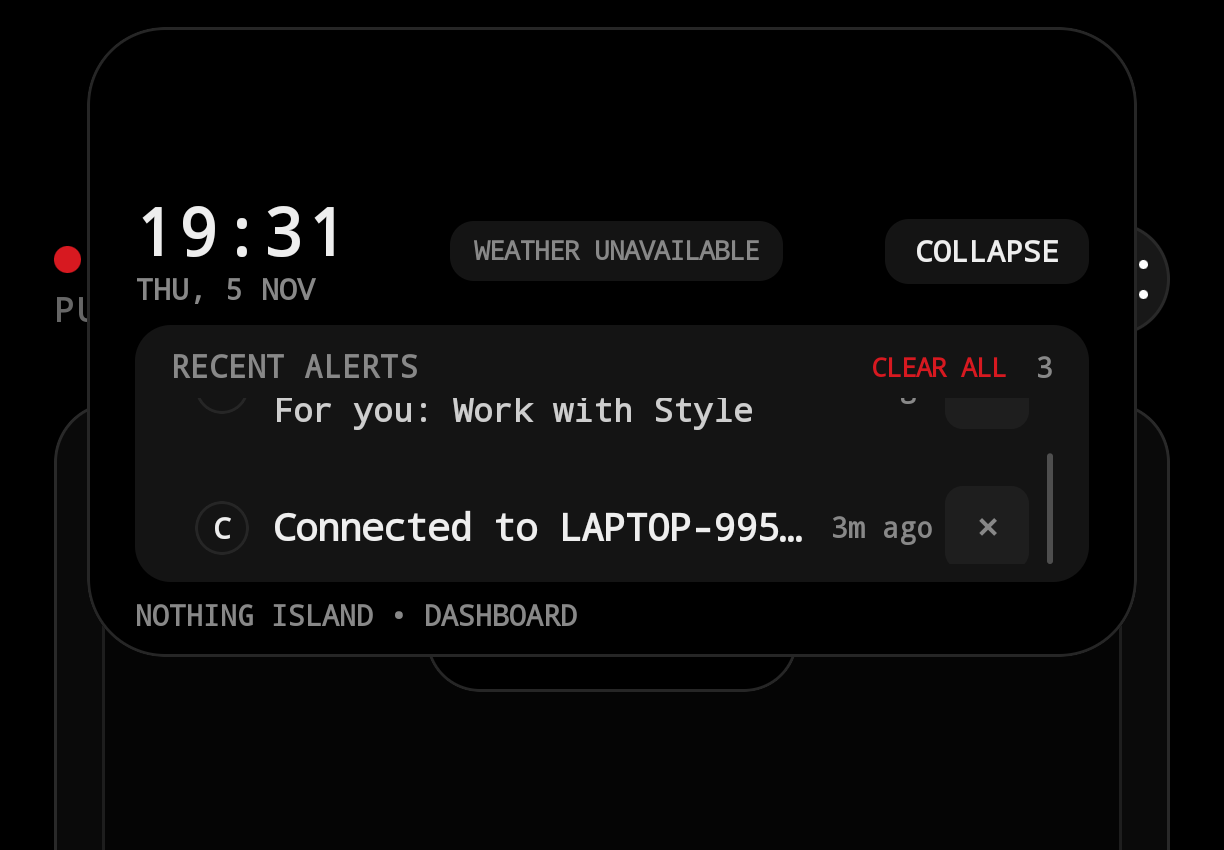 19:31
THU, 5 NOV
WEATHER UNAVAILABLE
COLLAPSE
RECENT ALERTS
CLEAR ALL 3
For you: Work with Style
C Connected to LAPTOP-995… 3m ago ×
NOTHING ISLAND • DASHBOARD